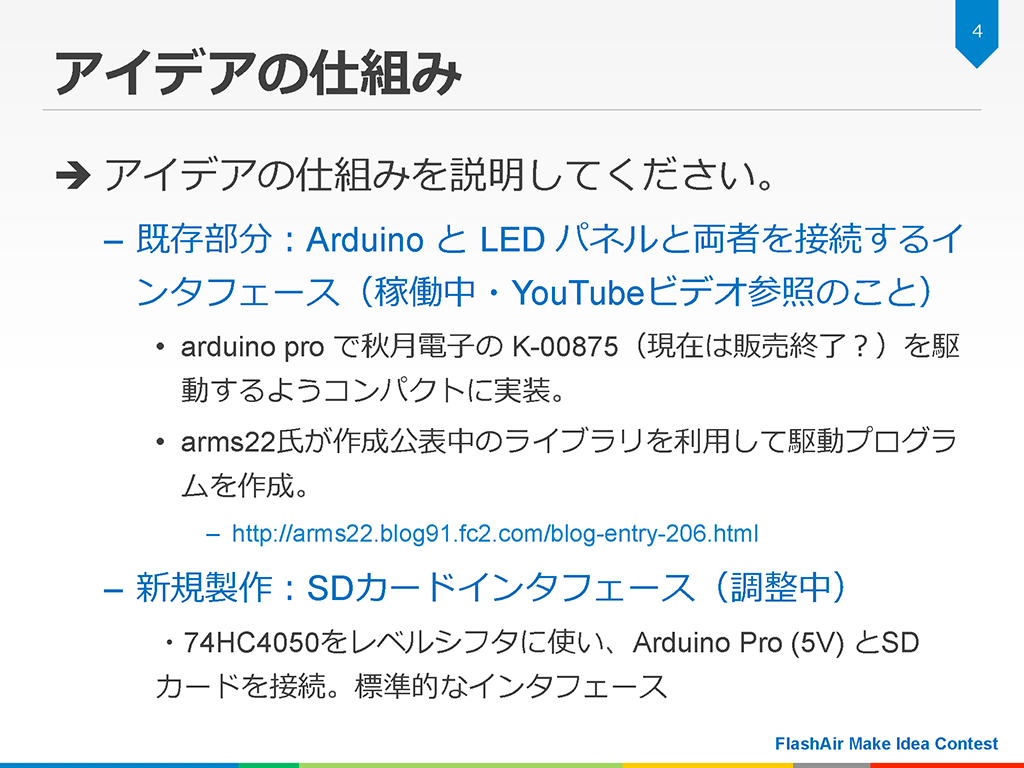 4
アイデアの仕組み
➔ アイデアの仕組みを説明してください。
– 既存部分：Arduino と LED パネルと両者を接続するイ
ンタフェース（稼働中・YouTubeビデオ参照のこと）
• arduino pro で秋月電子の K-00875（現在は販売終了？）を駆
動するようコンパクトに実装。
• arms22氏が作成公表中のライブラリを利用して駆動プログラ
ムを作成。
– http://arms22.blog91.fc2.com/blog-entry-206.html
– 新規製作：SDカードインタフェース（調整中）
・74HC4050をレベルシフタに使い、Arduino Pro (5V) とSD
カードを接続。標準的なインタフェース
FlashAir Make Idea Contest